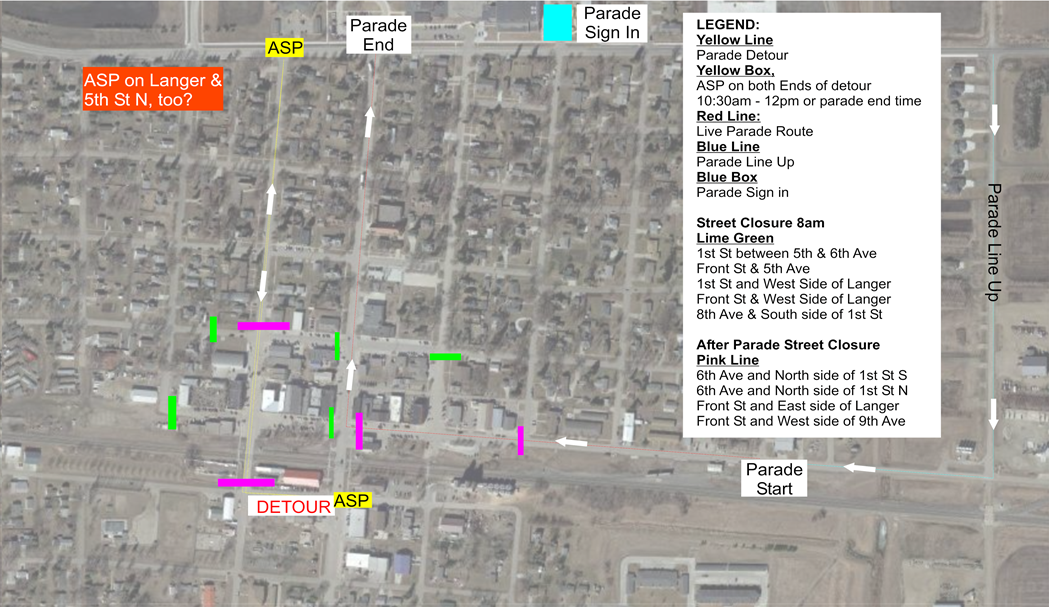 Parade
End
Parade
Sign In
ASP
ASP on Langer &
5th St N, too?
LEGEND:
Yellow Line
Parade Detour
Yellow Box,
ASP on both Ends of detour
10:30am - 12pm or parade end time
Red Line:
Live Parade Route
Blue Line
Parade Line Up
Blue Box
Parade Sign in
Street Closure 8am
Lime Green
1st St between 5th & 6th Ave
Front St & 5th Ave
1st St and West Side of Langer
Front St & West Side of Langer
8th Ave & South side of 1st St
After Parade Street Closure
Pink Line
6th Ave and North side of 1st St S
6th Ave and North side of 1st St N
Front St and East side of Langer
Front St and West side of 9th Ave
Parade Line Up
Parade
Start
DETOUR
ASP